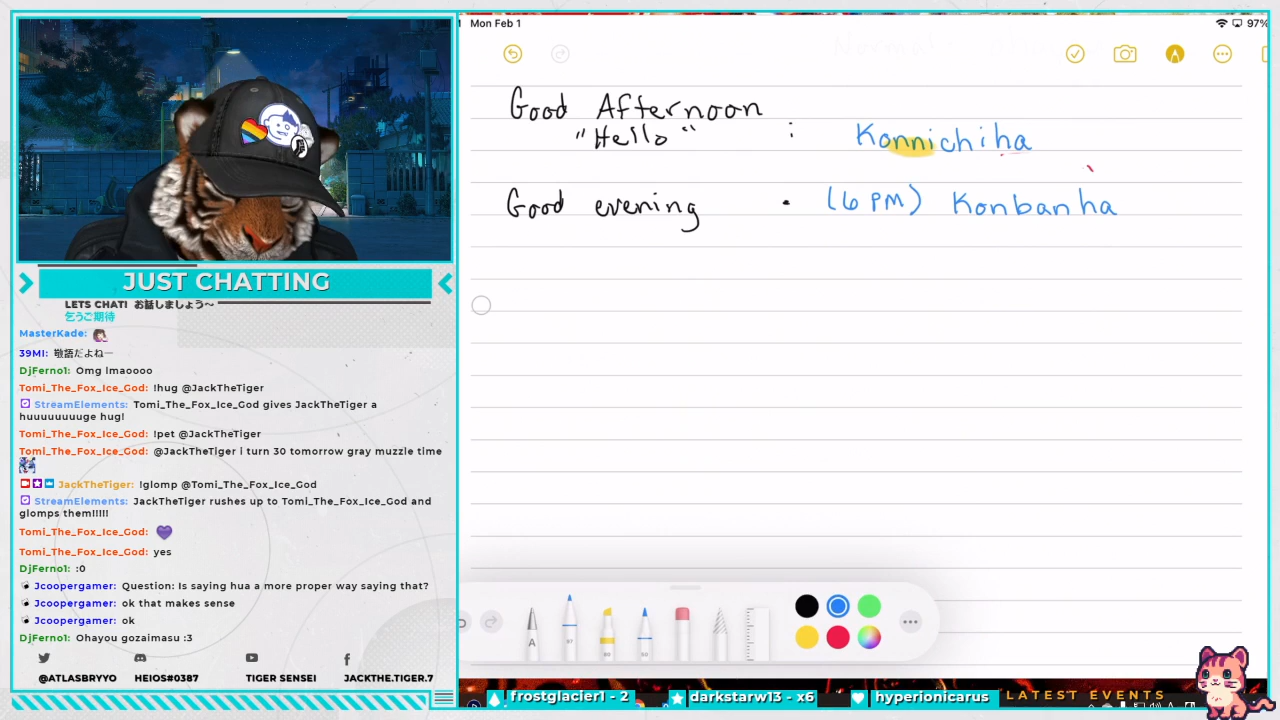 Mon Feb 1
97%
Good Afternoon
"Hello" : Konnichiha
Good evening : (6 PM) Konbanha
JUST CHATTING
LETS CHAT! お話しましょう〜
乞うご期待
MasterKade:
39MI: 敬語だよねー
DjFerno1: Omg lmaoooo
Tomi_The_Fox_Ice_God: !hug @JackTheTiger
StreamElements: Tomi_The_Fox_Ice_God gives JackTheTiger a
huuuuuuuuge hug!
Tomi_The_Fox_Ice_God: !pet @JackTheTiger
Tomi_The_Fox_Ice_God: @JackTheTiger i turn 30 tomorrow gray muzzle time
JackTheTiger: !glomp @Tomi_The_Fox_Ice_God
StreamElements: JackTheTiger rushes up to Tomi_The_Fox_Ice_God and
glomps them!!!!!
Tomi_The_Fox_Ice_God:
Tomi_The_Fox_Ice_God: yes
DjFerno1: :0
Jcoopergamer: Question: Is saying hua a more proper way saying that?
Jcoopergamer: ok that makes sense
Jcoopergamer: ok
DjFerno1: Ohayou gozaimasu :3
@ATLASBRYYO HEIOS#0387 TIGER SENSEI JACKTHE.TIGER.7
frostglacier1 - 2 darkstarw13 - x6 hyperionicarus LATEST EVENT